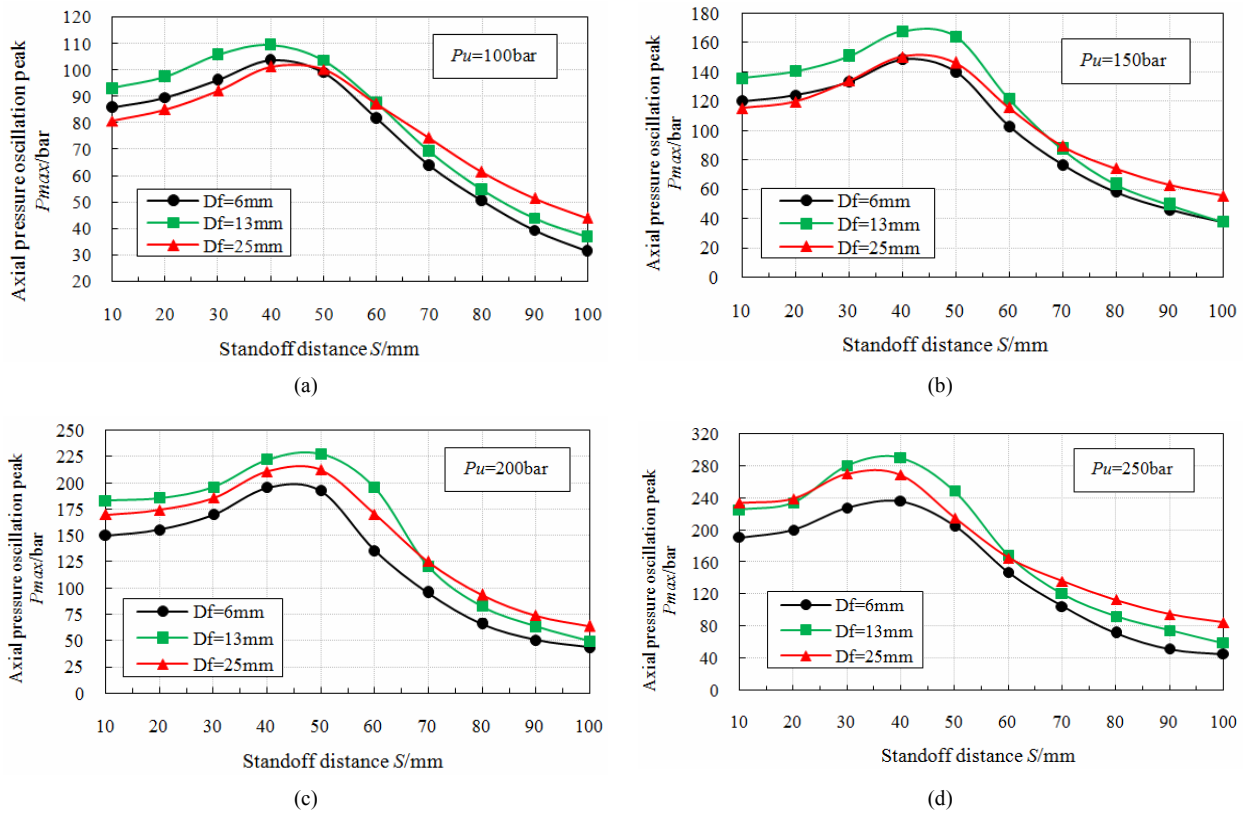 120
110
100
90
80
70
60
50
40
30
20
Axial pressure oscillation peak
Pmax/bar
Pu=100bar
Df=6mm
Df=13mm
Df=25mm
10 20 30 40 50 60 70 80 90 100
Standoff distance S/mm
(a)
180
160
140
120
100
80
60
40
20
0
Axial pressure oscillation peak
Pmax/bar
Pu=150bar
Df=6mm
Df=13mm
Df=25mm
10 20 30 40 50 60 70 80 90 100
Standoff distance S/mm
(b)
250
225
200
175
150
125
100
75
50
25
0
Axial pressure oscillation peak
Pmax/bar
Pu=200bar
Df=6mm
Df=13mm
Df=25mm
10 20 30 40 50 60 70 80 90 100
Standoff distance S/mm
(c)
320
280
240
200
160
120
80
40
0
Axial pressure oscillation peak
Pmax/bar
Pu=250bar
Df=6mm
Df=13mm
Df=25mm
10 20 30 40 50 60 70 80 90 100
Standoff distance S/mm
(d)